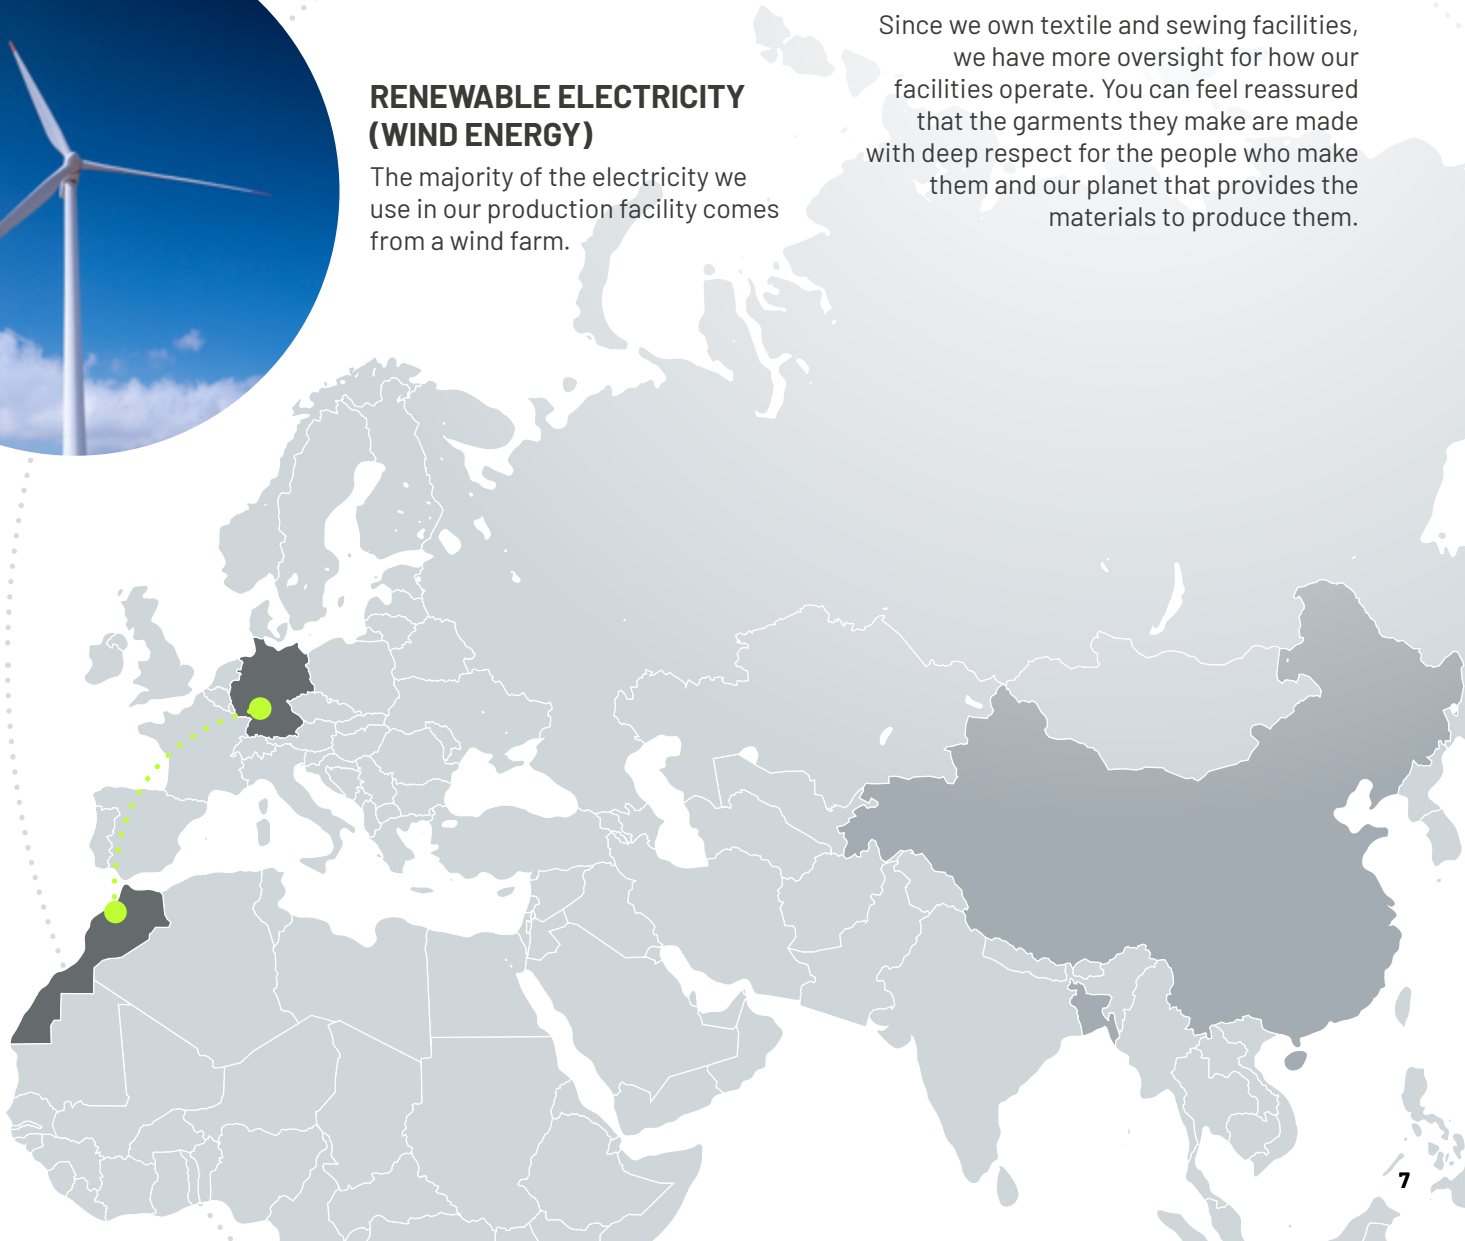 RENEWABLE ELECTRICITY
(WIND ENERGY)
The majority of the electricity we
use in our production facility comes
from a wind farm.
Since we own textile and sewing facilities,
we have more oversight for how our
facilities operate. You can feel reassured
that the garments they make are made
with deep respect for the people who make
them and our planet that provides the
materials to produce them.
7